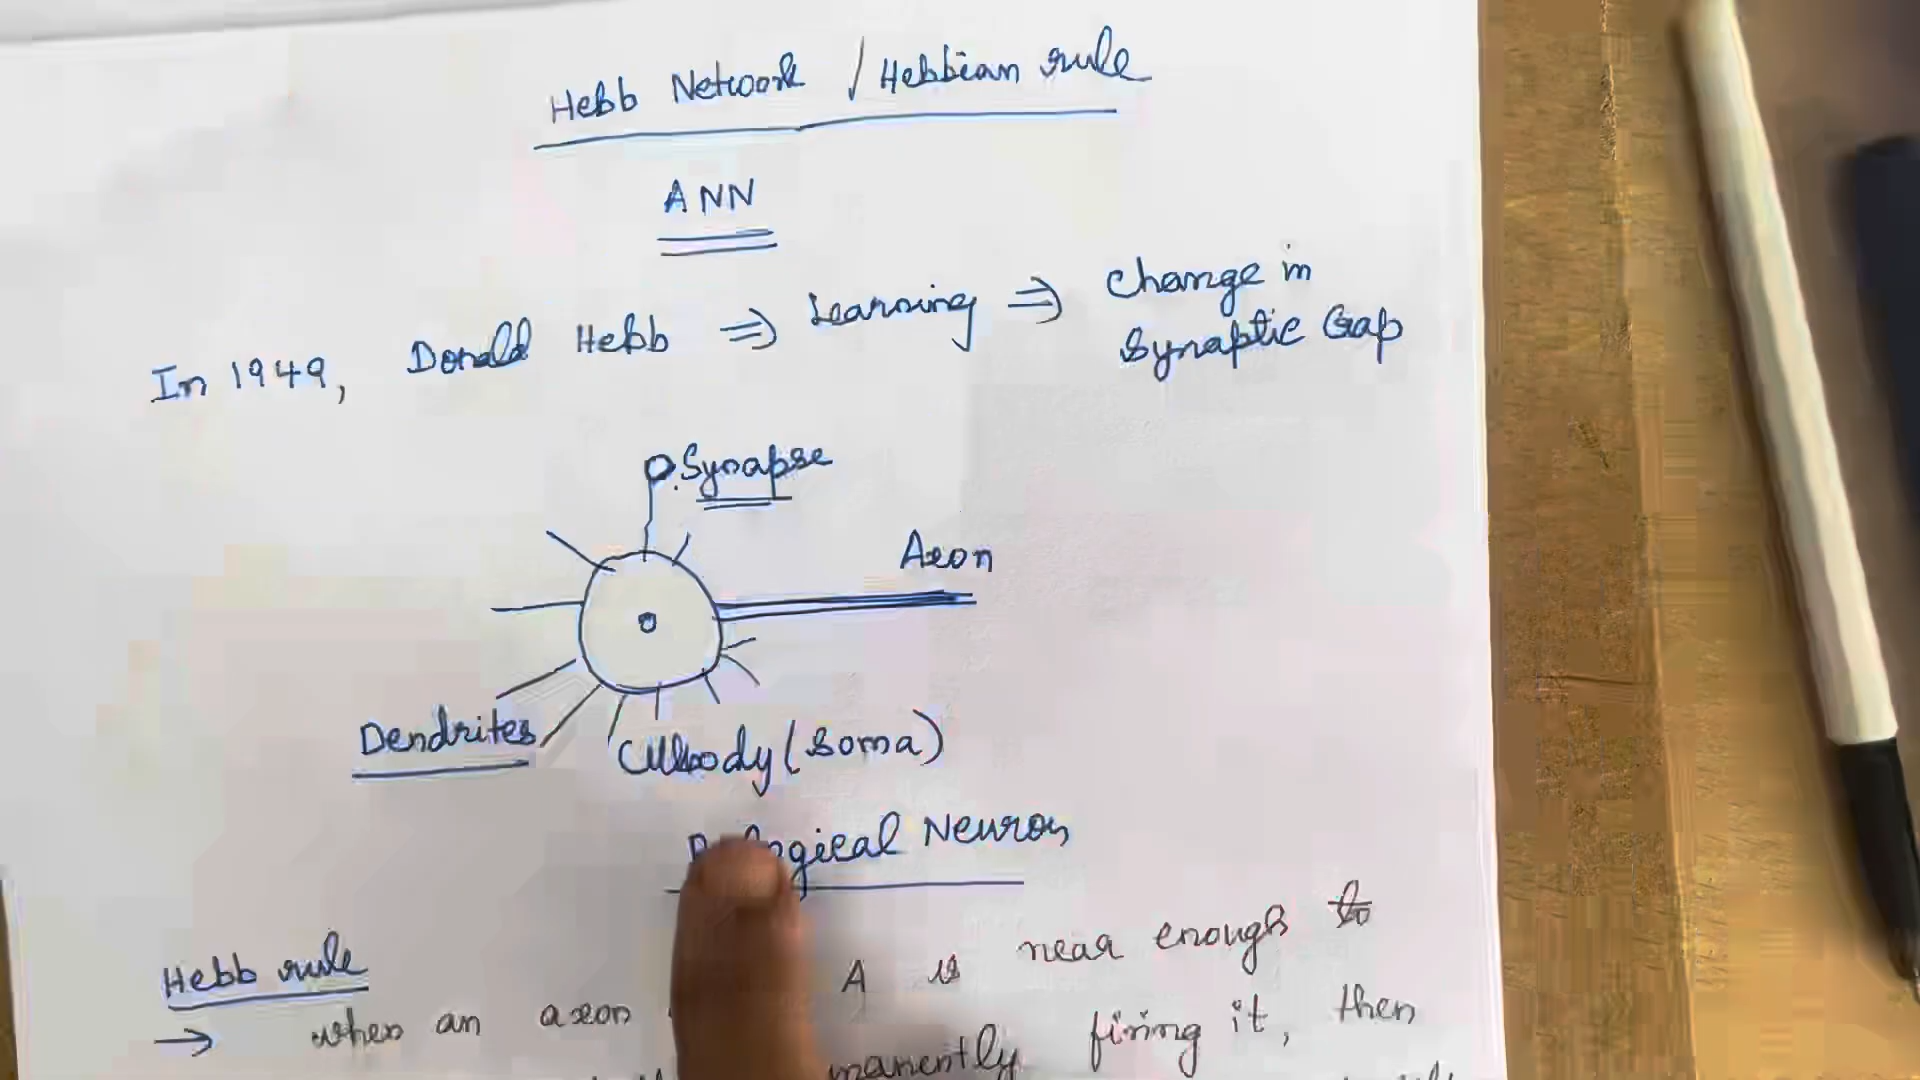 Hebb Network / Hebbian rule
ANN
In 1949, Donald Hebb ⇒ Learning ⇒ Change in
Synaptic Gap
Synapse
Axon
Dendrites
Cellbody (soma)
Neuron
Hebb rule
→ when an axon A is near enough to
firing it, then